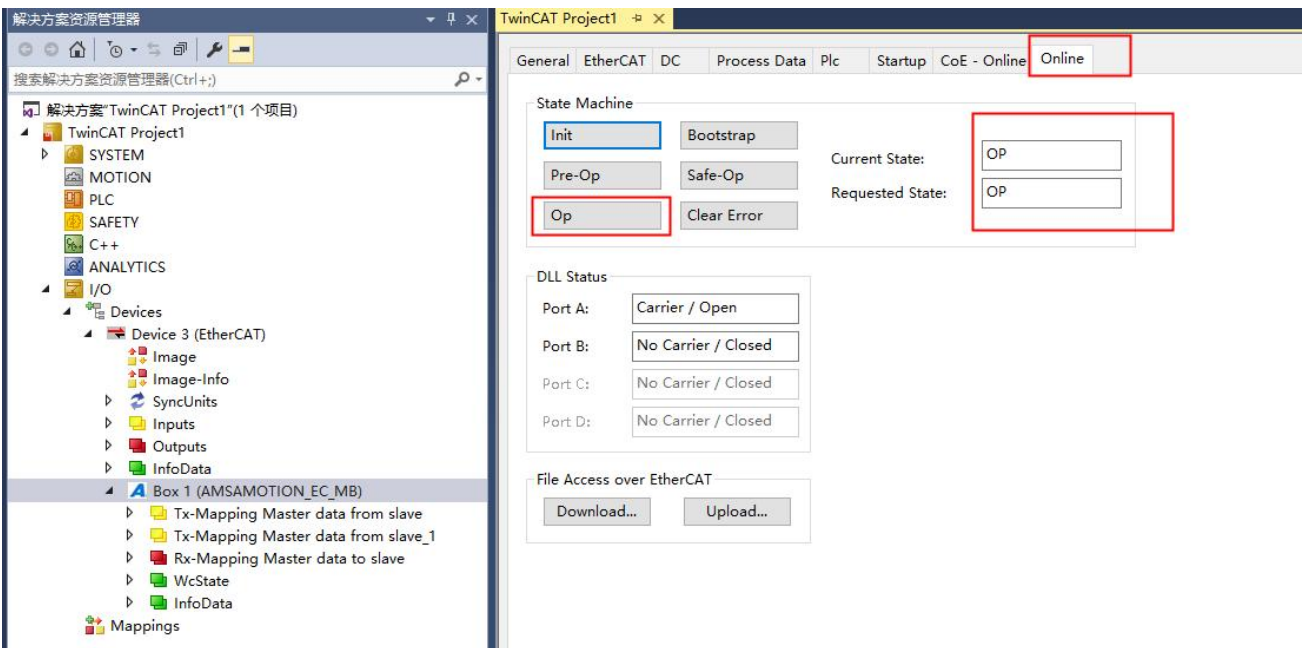 解决方案资源管理器
搜索解决方案资源管理器(Ctrl+;)
解决方案"TwinCAT Project1"(1 个项目)
TwinCAT Project1
SYSTEM
MOTION
PLC
SAFETY
C++
ANALYTICS
I/O
Devices
Device 3 (EtherCAT)
Image
Image-Info
SyncUnits
Inputs
Outputs
InfoData
Box 1 (AMSAMOTION_EC_MB)
Tx-Mapping Master data from slave
Tx-Mapping Master data from slave_1
Rx-Mapping Master data to slave
WcState
InfoData
Mappings
TwinCAT Project1
General EtherCAT DC Process Data Plc Startup CoE - Online Online
State Machine
Init Bootstrap
Pre-Op Safe-Op
Op Clear Error
Current State: OP
Requested State: OP
DLL Status
Port A: Carrier / Open
Port B: No Carrier / Closed
Port C: No Carrier / Closed
Port D: No Carrier / Closed
File Access over EtherCAT
Download... Upload...